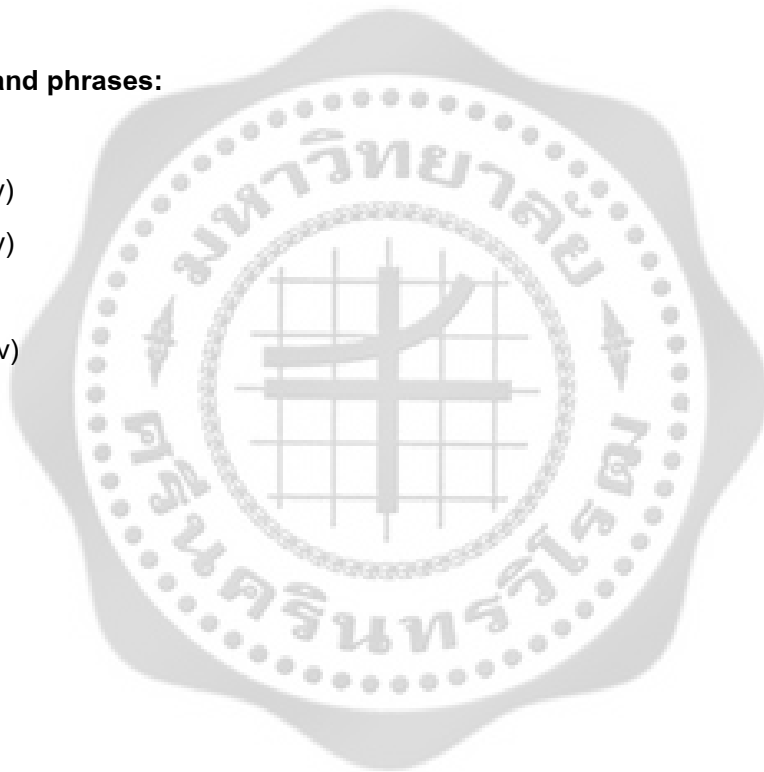 and phrases:
v)
v)
v)
มหาวิทยาลัย
ศรีนครินทรวิโรฒ